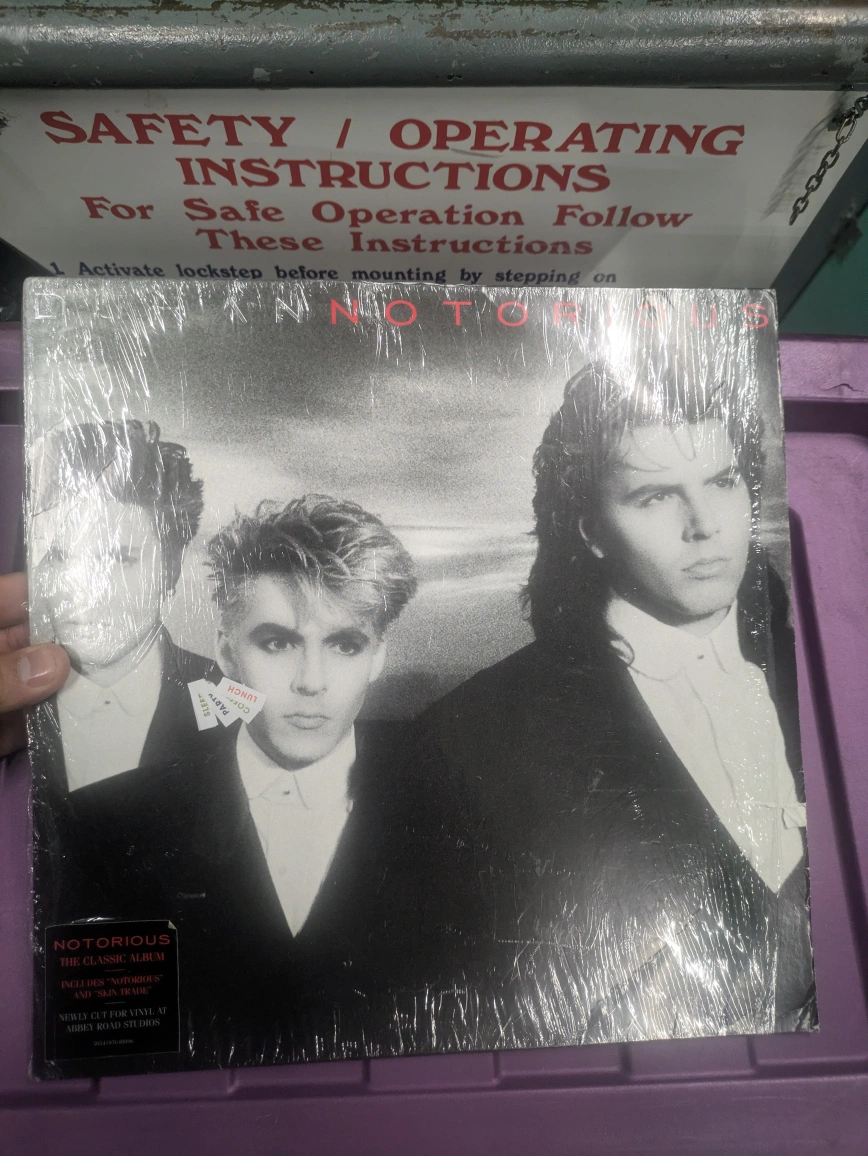 SAFETY / OPERATING
INSTRUCTIONS
For Safe Operation Follow
These Instructions
1 Activate lockstep before mounting by stepping on
NOTORIOUS
PARTY
LUNCH
NOTORIOUS
THE CLASSIC ALBUM
INCLUDES "NOTORIOUS"
AND "SKIN TRADE"
NEWLY CUT FOR VINYL AT
ABBEY ROAD STUDIOS